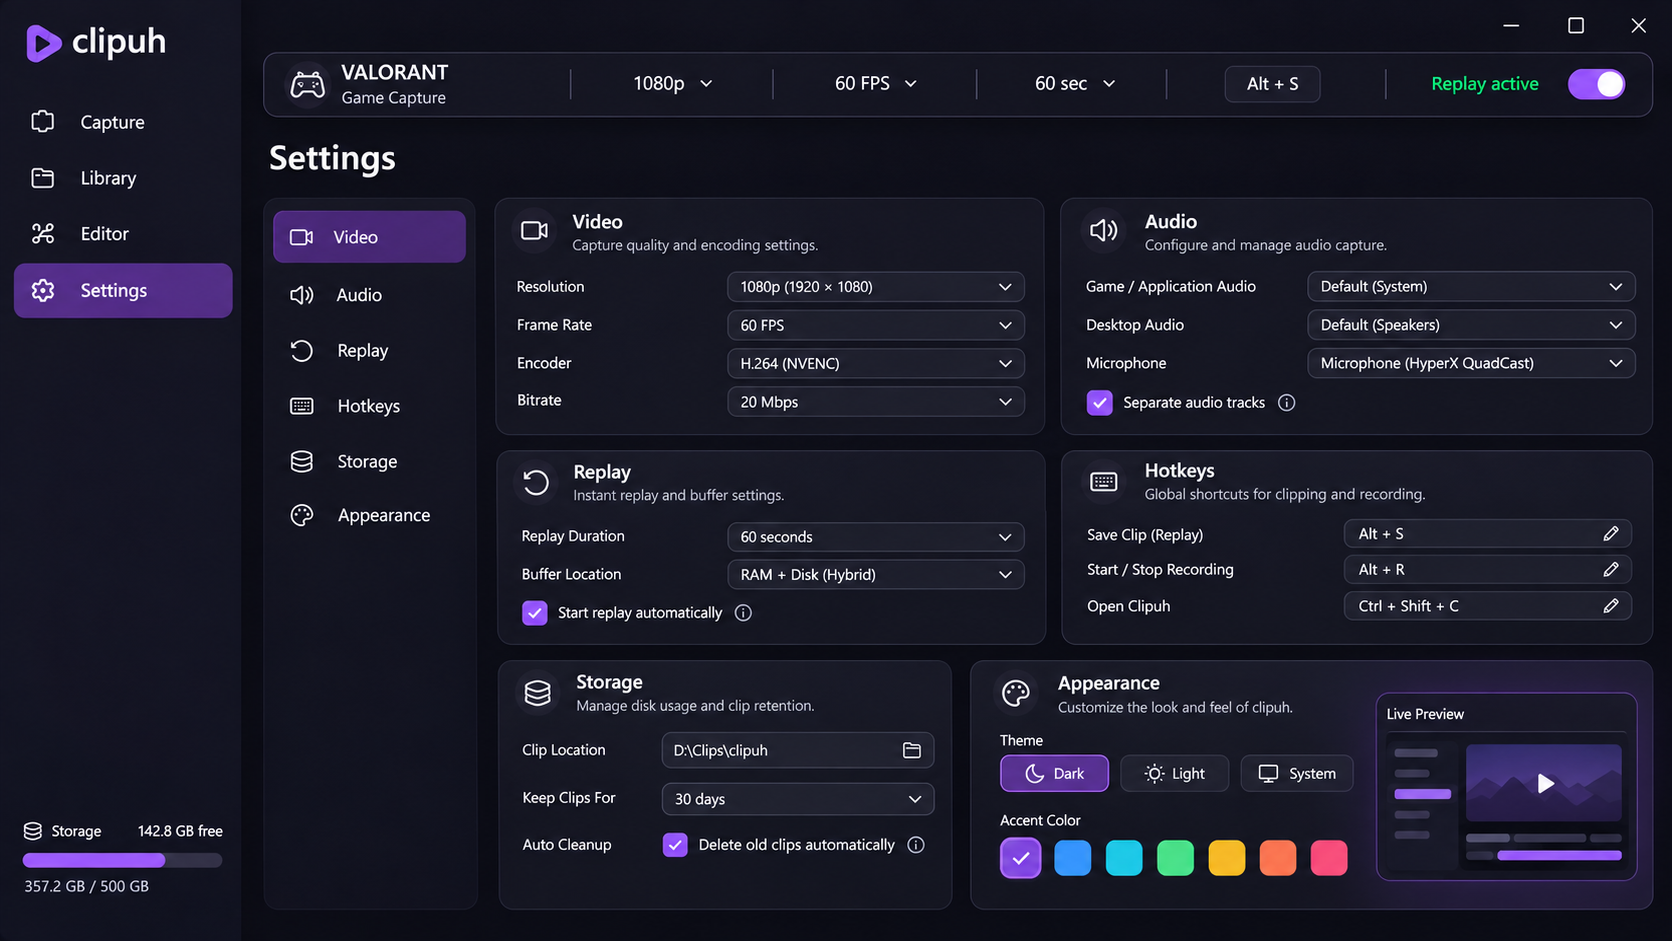 clipuh
Capture
Library
Editor
Settings
Storage 142.8 GB free
357.2 GB / 500 GB
VALORANT
Game Capture
1080p
60 FPS
60 sec
Alt + S
Replay active
Settings
Video
Audio
Replay
Hotkeys
Storage
Appearance
Video
Capture quality and encoding settings.
Resolution 1080p (1920 × 1080)
Frame Rate 60 FPS
Encoder H.264 (NVENC)
Bitrate 20 Mbps
Audio
Configure and manage audio capture.
Game / Application Audio Default (System)
Desktop Audio Default (Speakers)
Microphone Microphone (HyperX QuadCast)
Separate audio tracks
Replay
Instant replay and buffer settings.
Replay Duration 60 seconds
Buffer Location RAM + Disk (Hybrid)
Start replay automatically
Hotkeys
Global shortcuts for clipping and recording.
Save Clip (Replay) Alt + S
Start / Stop Recording Alt + R
Open Clipuh Ctrl + Shift + C
Storage
Manage disk usage and clip retention.
Clip Location D:\Clips\clipuh
Keep Clips For 30 days
Auto Cleanup Delete old clips automatically
Appearance
Customize the look and feel of clipuh.
Theme
Dark Light System
Accent Color
Live Preview